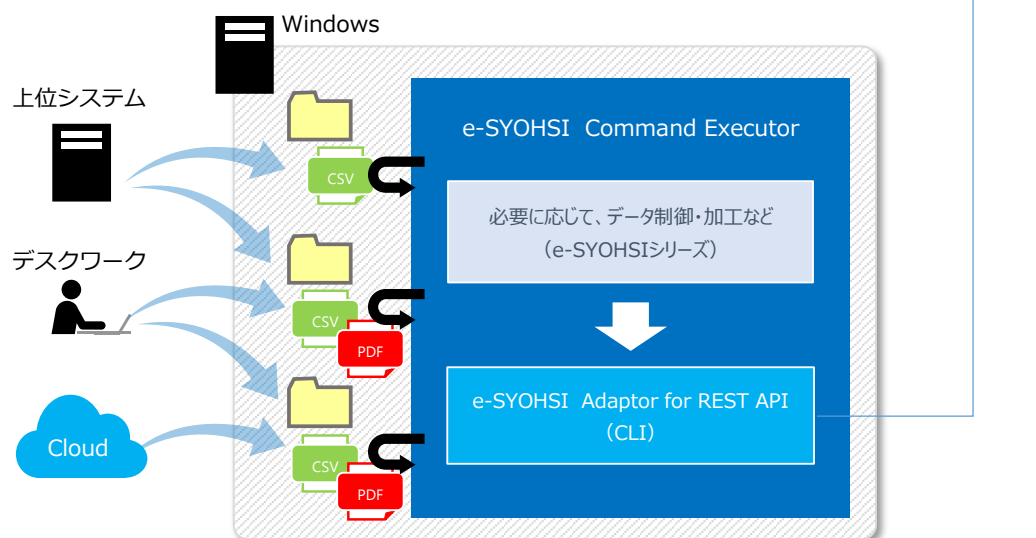 Windows
上位システム
e-SYOHSI Command Executor
CSV
必要に応じて、データ制御・加工など
（e-SYOHSIシリーズ）
デスクワーク
CSV
PDF
e-SYOHSI Adaptor for REST API
（CLI）
Cloud
CSV
PDF